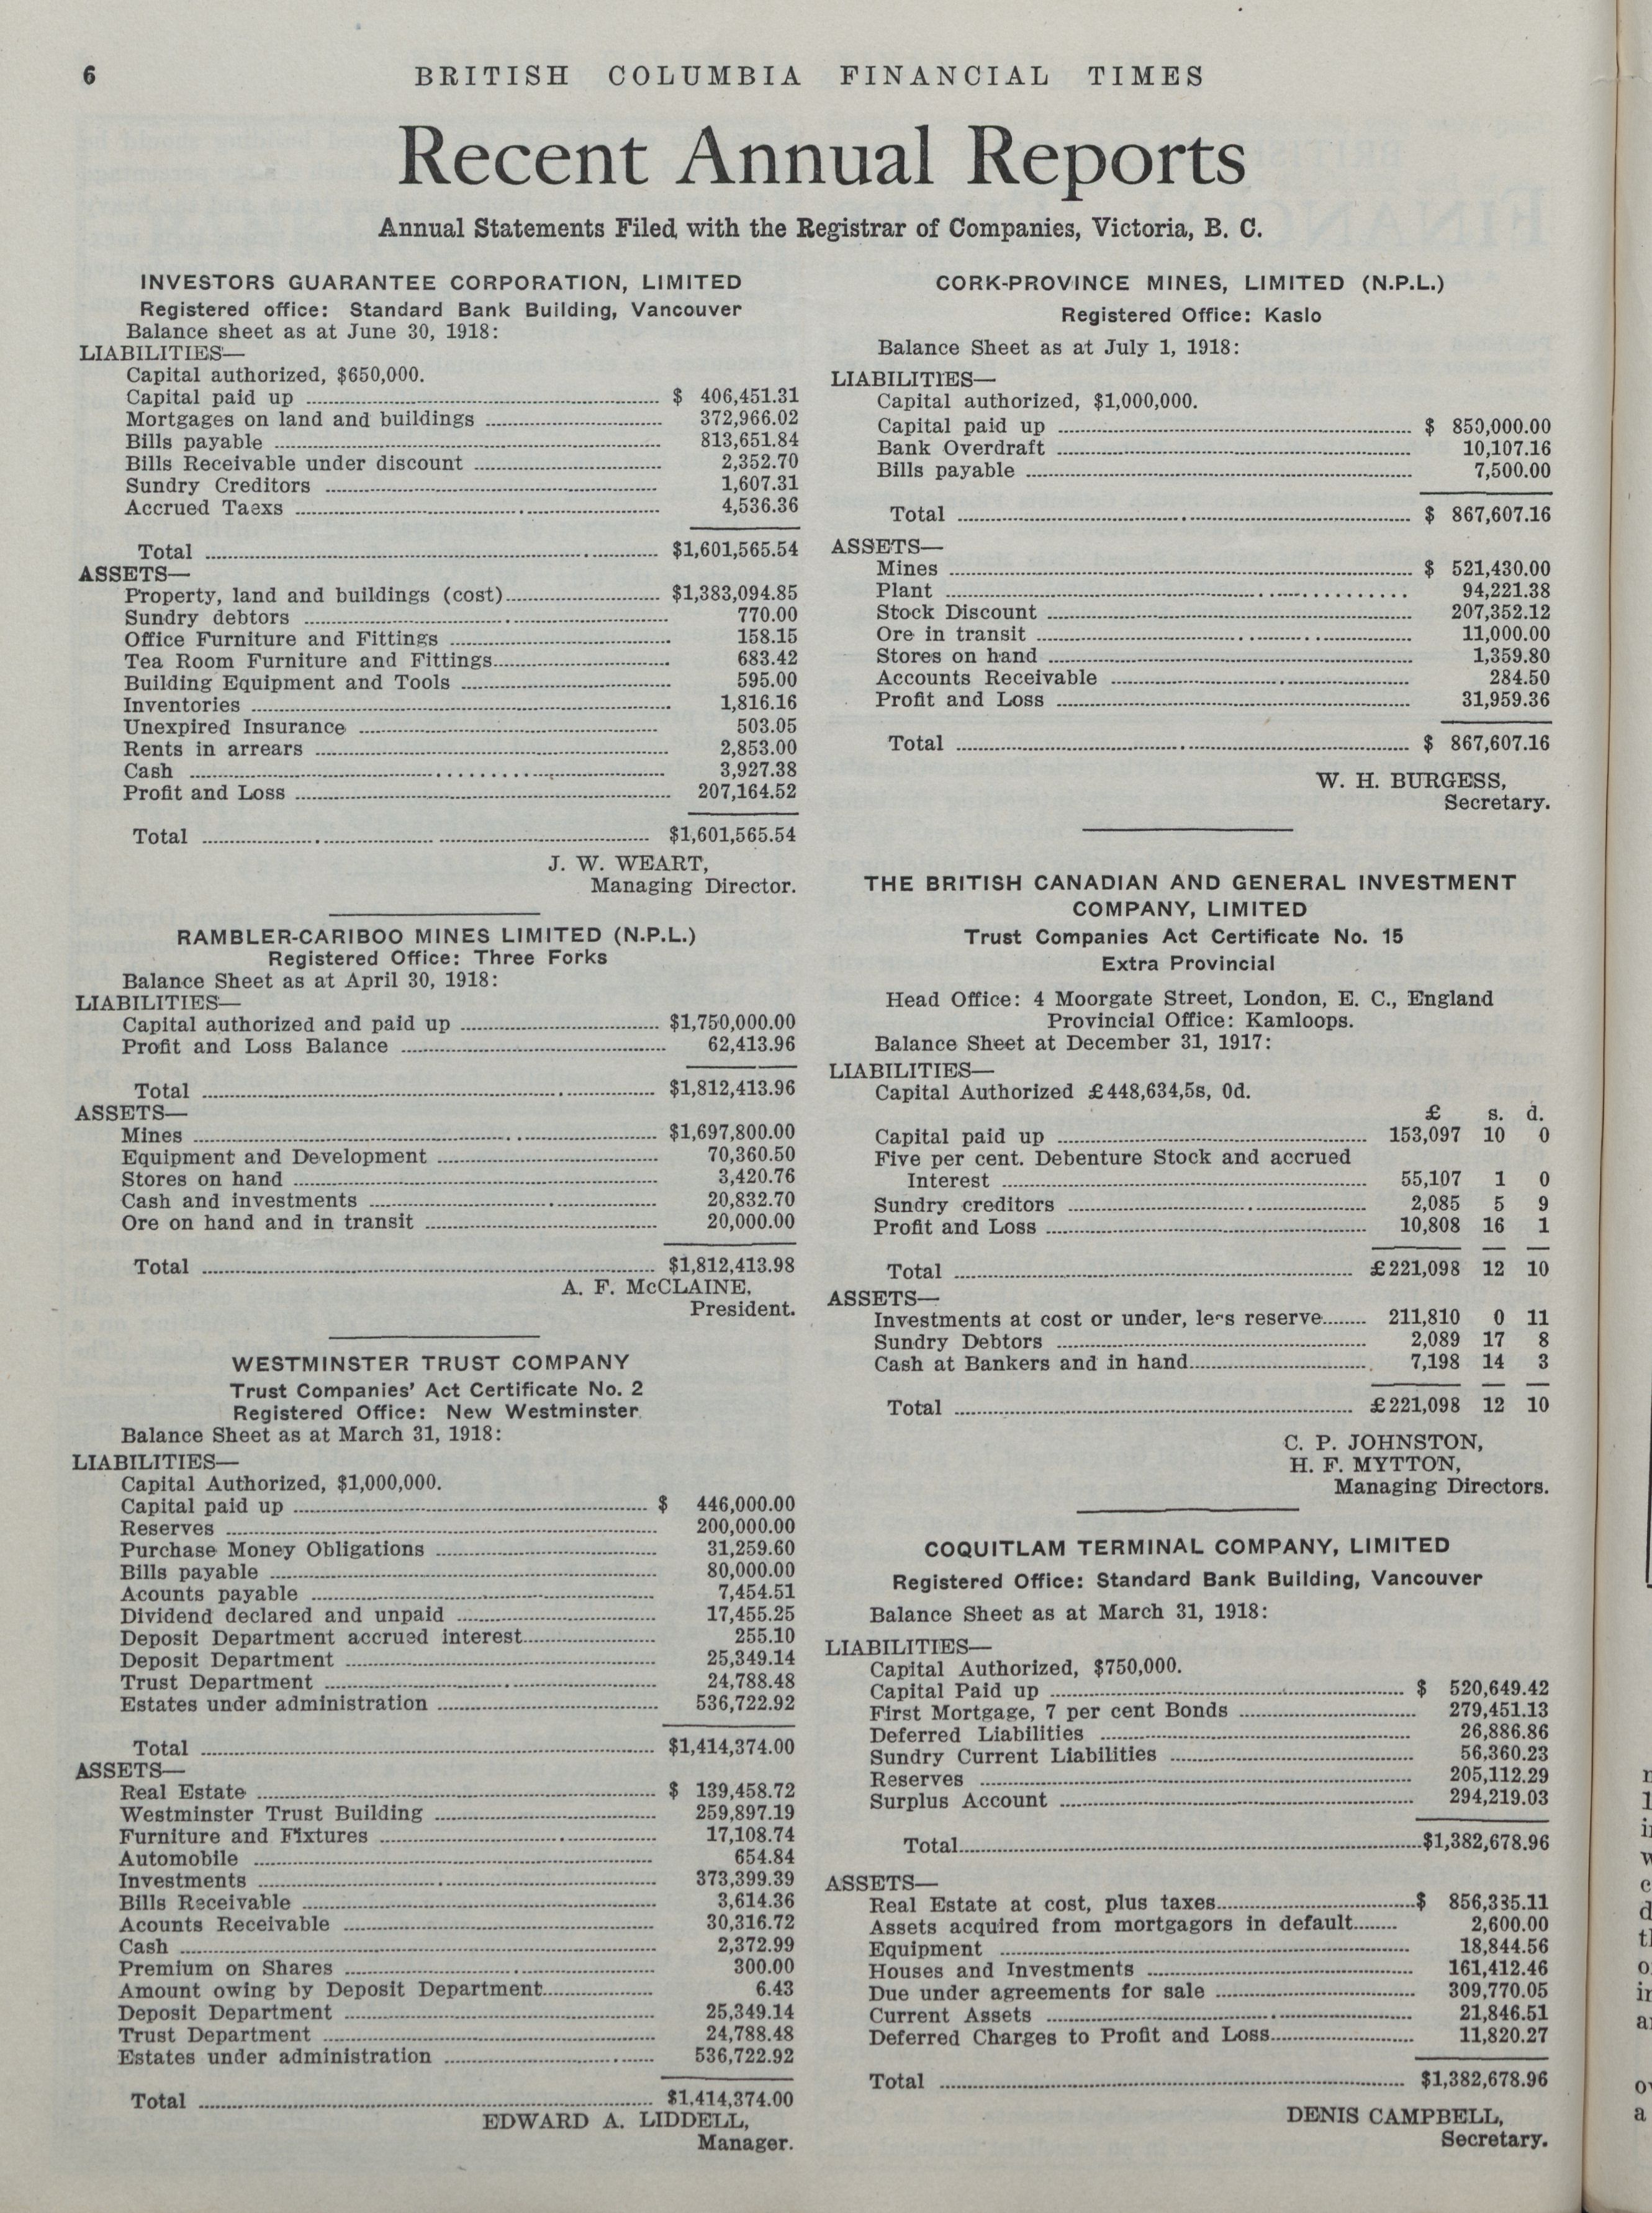 6
BRITISH COLUMBIA FINANCIAL TIMES
Recent Annual Reports
Annual Statements Filed with the Registrar of Companies, Victoria, B. C.
INVESTORS GUARANTEE CORPORATION, LIMITED
Registered office: Standard Bank Building, Vancouver
Balance sheet as at June 30, 1918:
LIABILITIES—
Capital authorized, $650,000.
Capital paid up $ 406,451.31
Mortgages on land and buildings 372,966.02
Bills payable 813,651.84
Bills Receivable under discount 2,352.70
Sundry Creditors 1,607.31
Accrued Taexs 4,536.36
Total $1,601,565.54
ASSETS—
Property, land and buildings (cost) $1,383,094.85
Sundry debtors 770.00
Office Furniture and Fittings 158.15
Tea Room Furniture and Fittings 683.42
Building Equipment and Tools 595.00
Inventories 1,816.16
Unexpired Insurance 503.05
Rents in arrears 2,853.00
Cash 3,927.38
Profit and Loss 207,164.52
Total $1,601,565.54
J. W. WEART,
Managing Director.
RAMBLER-CARIBOO MINES LIMITED (N.P.L.)
Registered Office: Three Forks
Balance Sheet as at April 30, 1918:
LIABILITIES—
Capital authorized and paid up $1,750,000.00
Profit and Loss Balance 62,413.96
Total $1,812,413.96
ASSETS—
Mines $1,697,800.00
Equipment and Development 70,360.50
Stores on hand 3,420.76
Cash and investments 20,832.70
Ore on hand and in transit 20,000.00
Total $1,812,413.98
A. F. McCLAINE,
President.
WESTMINSTER TRUST COMPANY
Trust Companies' Act Certificate No. 2
Registered Office: New Westminster
Balance Sheet as at March 31, 1918:
LIABILITIES—
Capital Authorized, $1,000,000.
Capital paid up $ 446,000.00
Reserves 200,000.00
Purchase Money Obligations 31,259.60
Bills payable 80,000.00
Acounts payable 7,454.51
Dividend declared and unpaid 17,455.25
Deposit Department accrued interest 255.10
Deposit Department 25,349.14
Trust Department 24,788.48
Estates under administration 536,722.92
Total $1,414,374.00
ASSETS—
Real Estate $ 139,458.72
Westminster Trust Building 259,897.19
Furniture and Fixtures 17,108.74
Automobile 654.84
Investments 373,399.39
Bills Receivable 3,614.36
Acounts Receivable 30,316.72
Cash 2,372.99
Premium on Shares 300.00
Amount owing by Deposit Department 6.43
Deposit Department 25,349.14
Trust Department 24,788.48
Estates under administration 536,722.92
Total $1,414,374.00
EDWARD A. LIDDELL,
Manager.
CORK-PROVINCE MINES, LIMITED (N.P.L.)
Registered Office: Kaslo
Balance Sheet as at July 1, 1918:
LIABILITIES—
Capital authorized, $1,000,000.
Capital paid up $ 850,000.00
Bank Overdraft 10,107.16
Bills payable 7,500.00
Total $ 867,607.16
ASSETS—
Mines $ 521,430.00
Plant 94,221.38
Stock Discount 207,352.12
Ore in transit 11,000.00
Stores on hand 1,359.80
Accounts Receivable 284.50
Profit and Loss 31,959.36
Total $ 867,607.16
W. H. BURGESS,
Secretary.
THE BRITISH CANADIAN AND GENERAL INVESTMENT
COMPANY, LIMITED
Trust Companies Act Certificate No. 15
Extra Provincial
Head Office: 4 Moorgate Street, London, E. C., England
Provincial Office: Kamloops.
Balance Sheet at December 31, 1917:
LIABILITIES—
Capital Authorized £448,634,5s, 0d.
£ s. d.
Capital paid up 153,097 10 0
Five per cent. Debenture Stock and accrued
Interest 55,107 1 0
Sundry creditors 2,085 5 9
Profit and Loss 10,808 16 1
Total £221,098 12 10
ASSETS—
Investments at cost or under, less reserve 211,810 0 11
Sundry Debtors 2,089 17 8
Cash at Bankers and in hand 7,198 14 3
Total £221,098 12 10
C. P. JOHNSTON,
H. F. MYTTON,
Managing Directors.
COQUITLAM TERMINAL COMPANY, LIMITED
Registered Office: Standard Bank Building, Vancouver
Balance Sheet as at March 31, 1918:
LIABILITIES—
Capital Authorized, $750,000.
Capital Paid up $ 520,649.42
First Mortgage, 7 per cent Bonds 279,451.13
Deferred Liabilities 26,886.86
Sundry Current Liabilities 56,360.23
Reserves 205,112.29
Surplus Account 294,219.03
Total $1,382,678.96
ASSETS—
Real Estate at cost, plus taxes $ 856,335.11
Assets acquired from mortgagors in default 2,600.00
Equipment 18,844.56
Houses and Investments 161,412.46
Due under agreements for sale 309,770.05
Current Assets 21,846.51
Deferred Charges to Profit and Loss 11,820.27
Total $1,382,678.96
DENIS CAMPBELL,
Secretary.